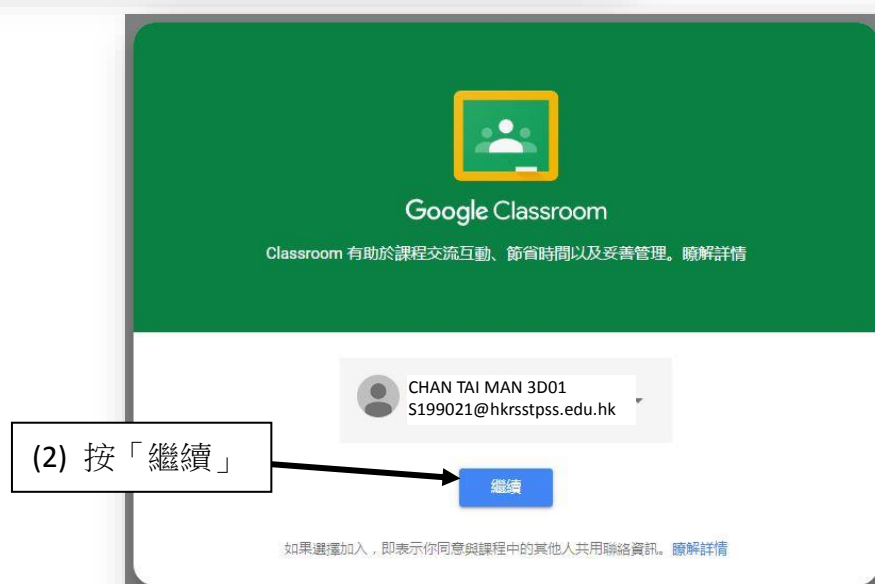 Google Classroom
Classroom 有助於課程交流互動、節省時間以及妥善管理。瞭解詳情
CHAN TAI MAN 3D01
S199021@hkrsstpss.edu.hk
(2) 按「繼續」
繼續
如果選擇加入，即表示你同意與課程中的其他人共用聯絡資訊。瞭解詳情